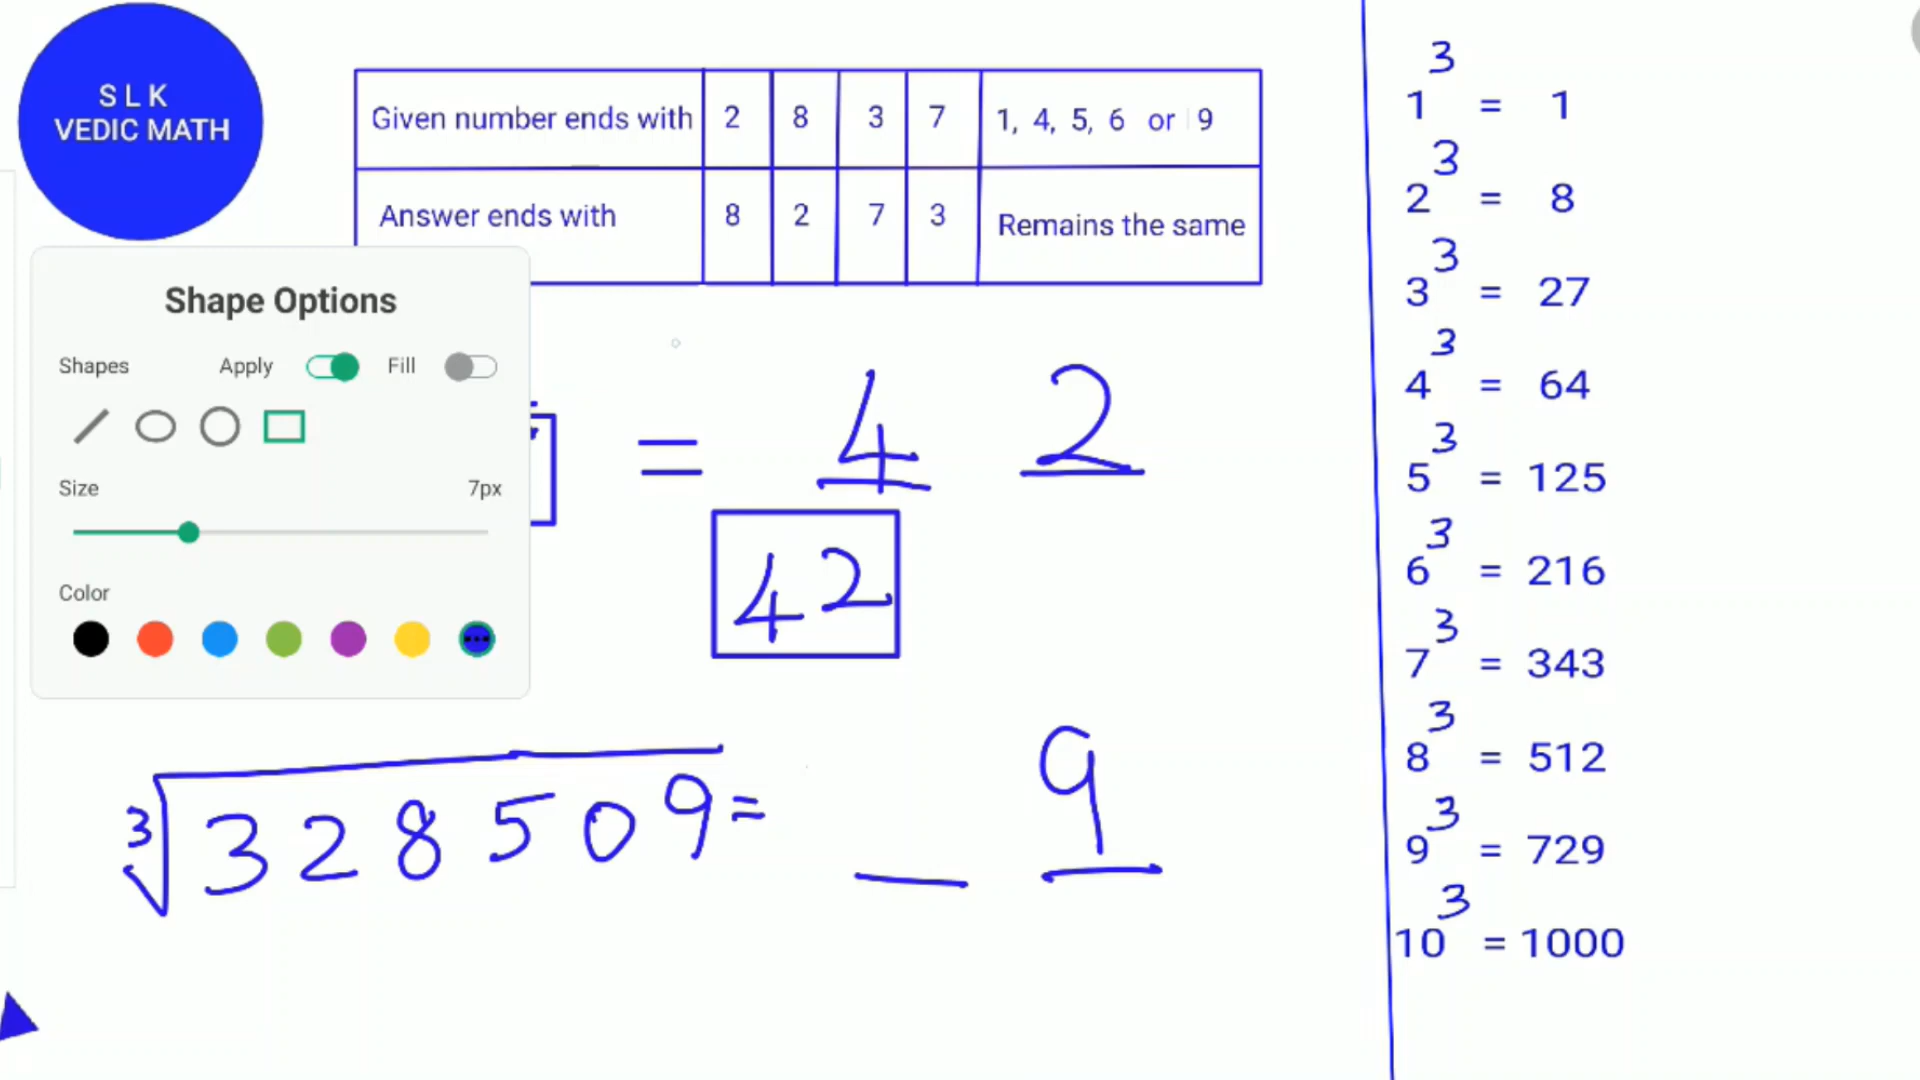 S L K
VEDIC MATH
Given number ends with 2 8 3 7 1, 4, 5, 6 or 9
Answer ends with 8 2 7 3 Remains the same
Shape Options
Shapes Apply Fill
Size 7px
Color
= 4 2
42
∛328509 = _ 9
1³ = 1
2³ = 8
3³ = 27
4³ = 64
5³ = 125
6³ = 216
7³ = 343
8³ = 512
9³ = 729
10³ = 1000